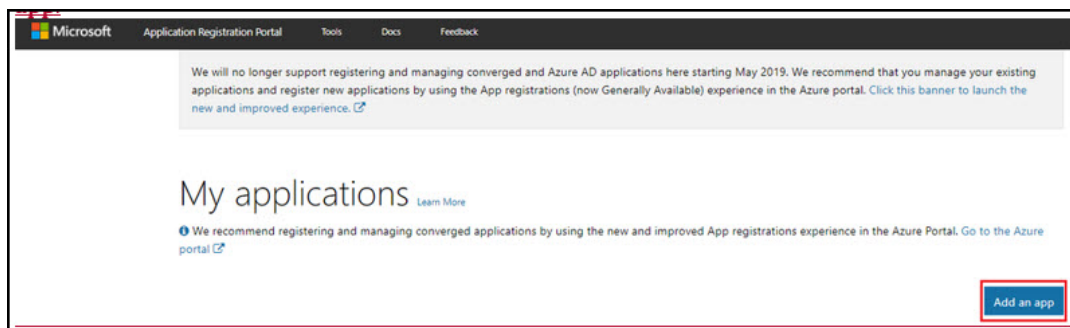 app.
Microsoft Application Registration Portal Tools Docs Feedback
We will no longer support registering and managing converged and Azure AD applications here starting May 2019. We recommend that you manage your existing
applications and register new applications by using the App registrations (now Generally Available) experience in the Azure portal. Click this banner to launch the
new and improved experience.
My applications Learn More
We recommend registering and managing converged applications by using the new and improved App registrations experience in the Azure Portal. Go to the Azure
portal
Add an app